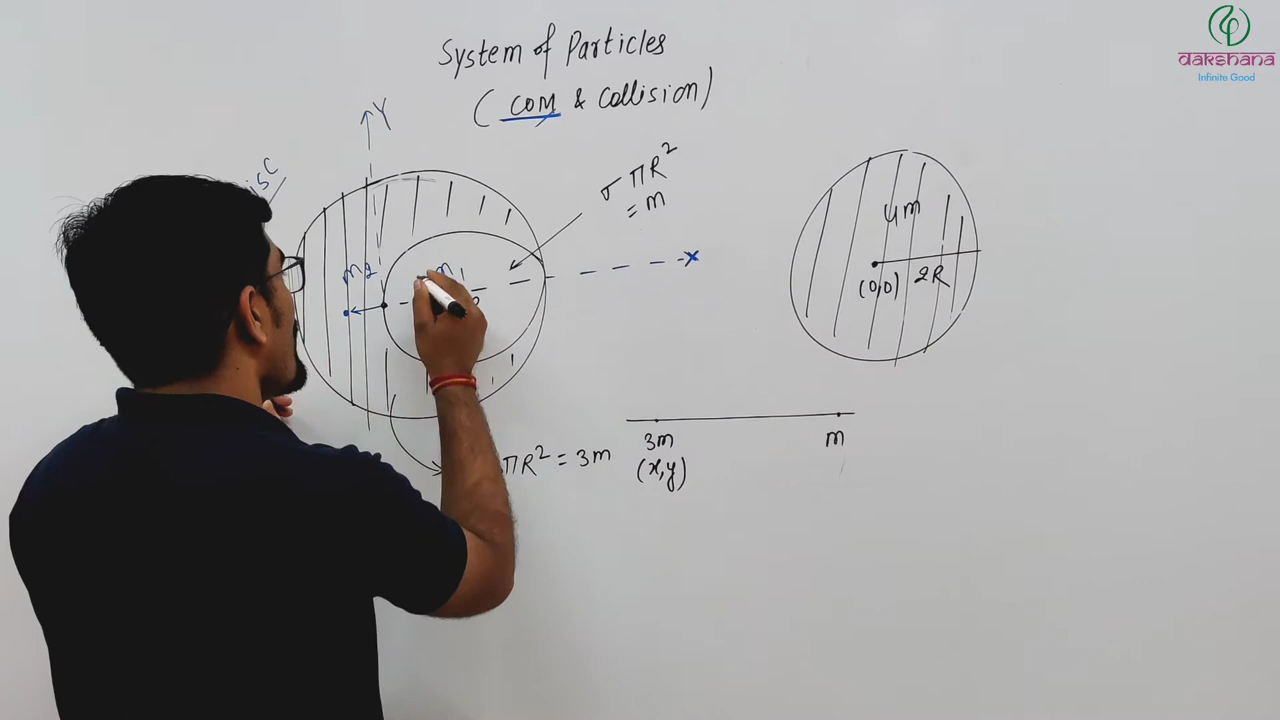 System of Particles
(COM & Collision)
Y
σ πR²
= m
m2
m1
X
4m
(0,0) 2R
πR² = 3m
3m
(x,y)
m
dakshana
Infinite Good